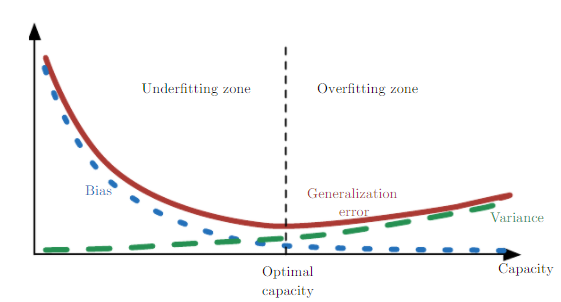 Underfitting zone
Overfitting zone
Bias
Generalization
error
Variance
Optimal
capacity
Capacity